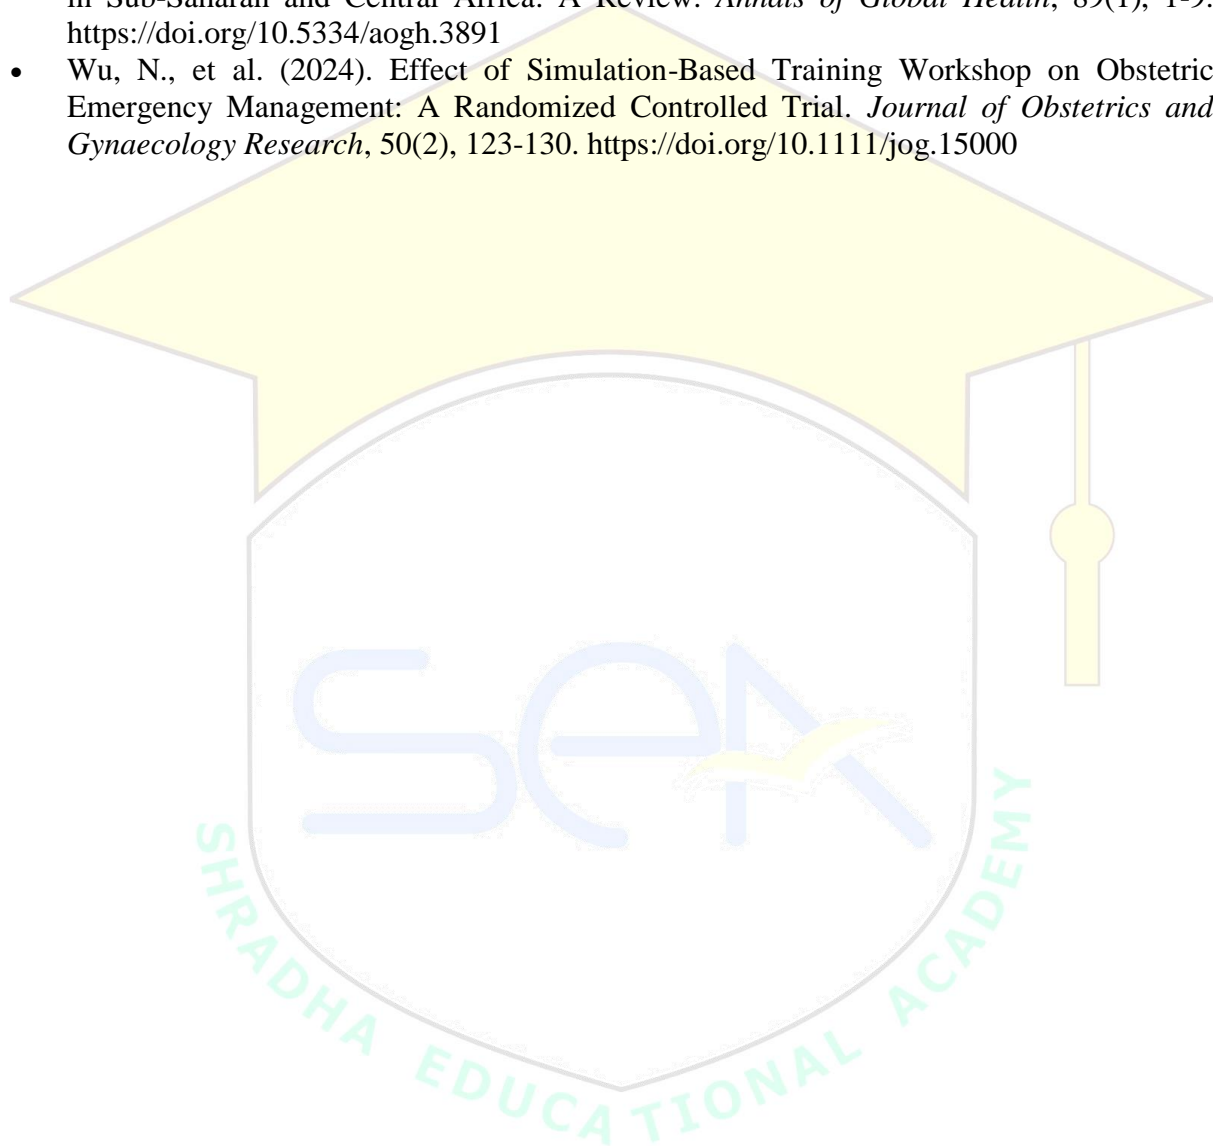 in Sub-Saharan and Central Africa: A Review. Annals of Global Health, 89(1), 1-9.
https://doi.org/10.5334/aogh.3891
• Wu, N., et al. (2024). Effect of Simulation-Based Training Workshop on Obstetric
Emergency Management: A Randomized Controlled Trial. Journal of Obstetrics and
Gynaecology Research, 50(2), 123-130. https://doi.org/10.1111/jog.15000
SEA
SHRADHA EDUCATIONAL ACADEMY